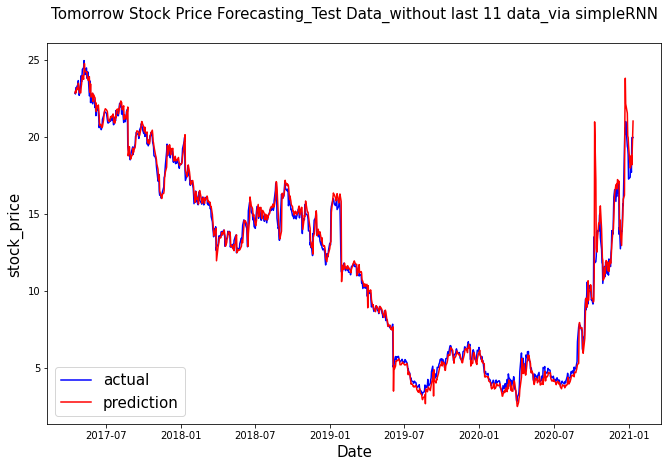 Tomorrow Stock Price Forecasting_Test Data_without last 11 data_via simpleRNN
25
20
15
10
5
stock_price
actual
prediction
2017-07 2018-01 2018-07 2019-01 2019-07 2020-01 2020-07 2021-01
Date